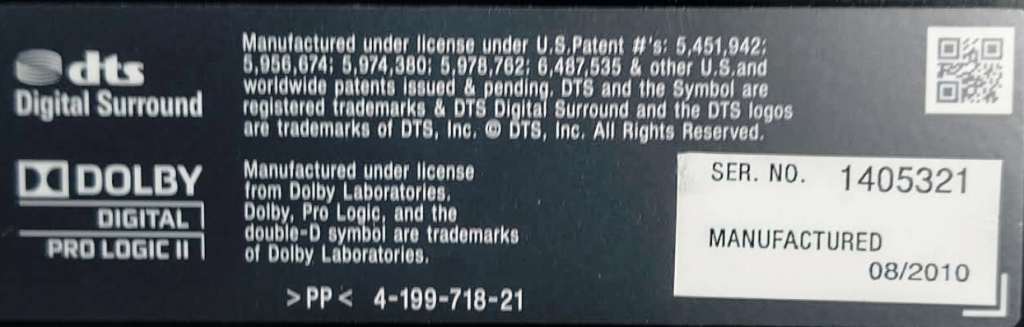 dts
Digital Surround
Manufactured under license under U.S.Patent #'s: 5,451,942;
5,956,674; 5,974,380; 5,978,762; 6,487,535 & other U.S.and
worldwide patents issued & pending. DTS and the Symbol are
registered trademarks & DTS Digital Surround and the DTS logos
are trademarks of DTS, Inc. © DTS, Inc. All Rights Reserved.
DOLBY
DIGITAL
PRO LOGIC II
Manufactured under license
from Dolby Laboratories.
Dolby, Pro Logic, and the
double-D symbol are trademarks
of Dolby Laboratories.
>PP< 4-199-718-21
SER. NO. 1405321
MANUFACTURED
08/2010